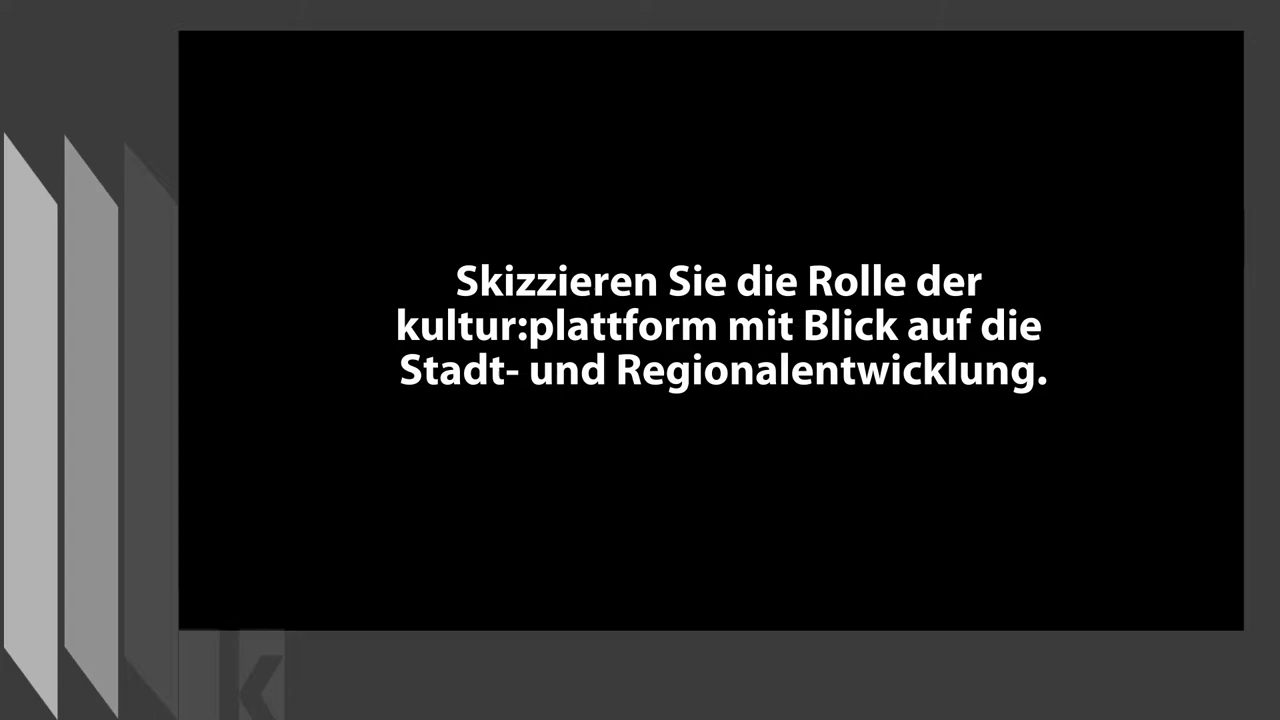 Skizzieren Sie die Rolle der
kultur:plattform mit Blick auf die
Stadt- und Regionalentwicklung.
k